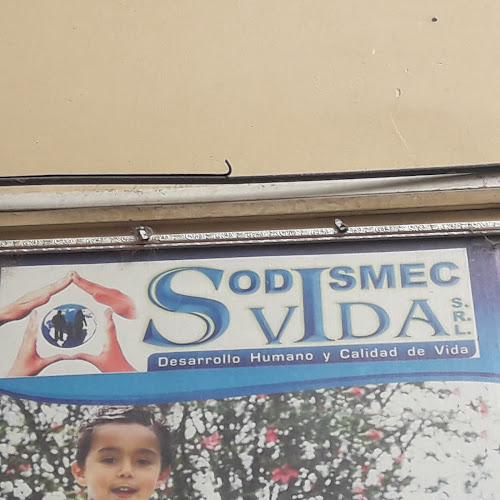 SODISMEC
VIDA S.R.L.
Desarrollo Humano y Calidad de Vida